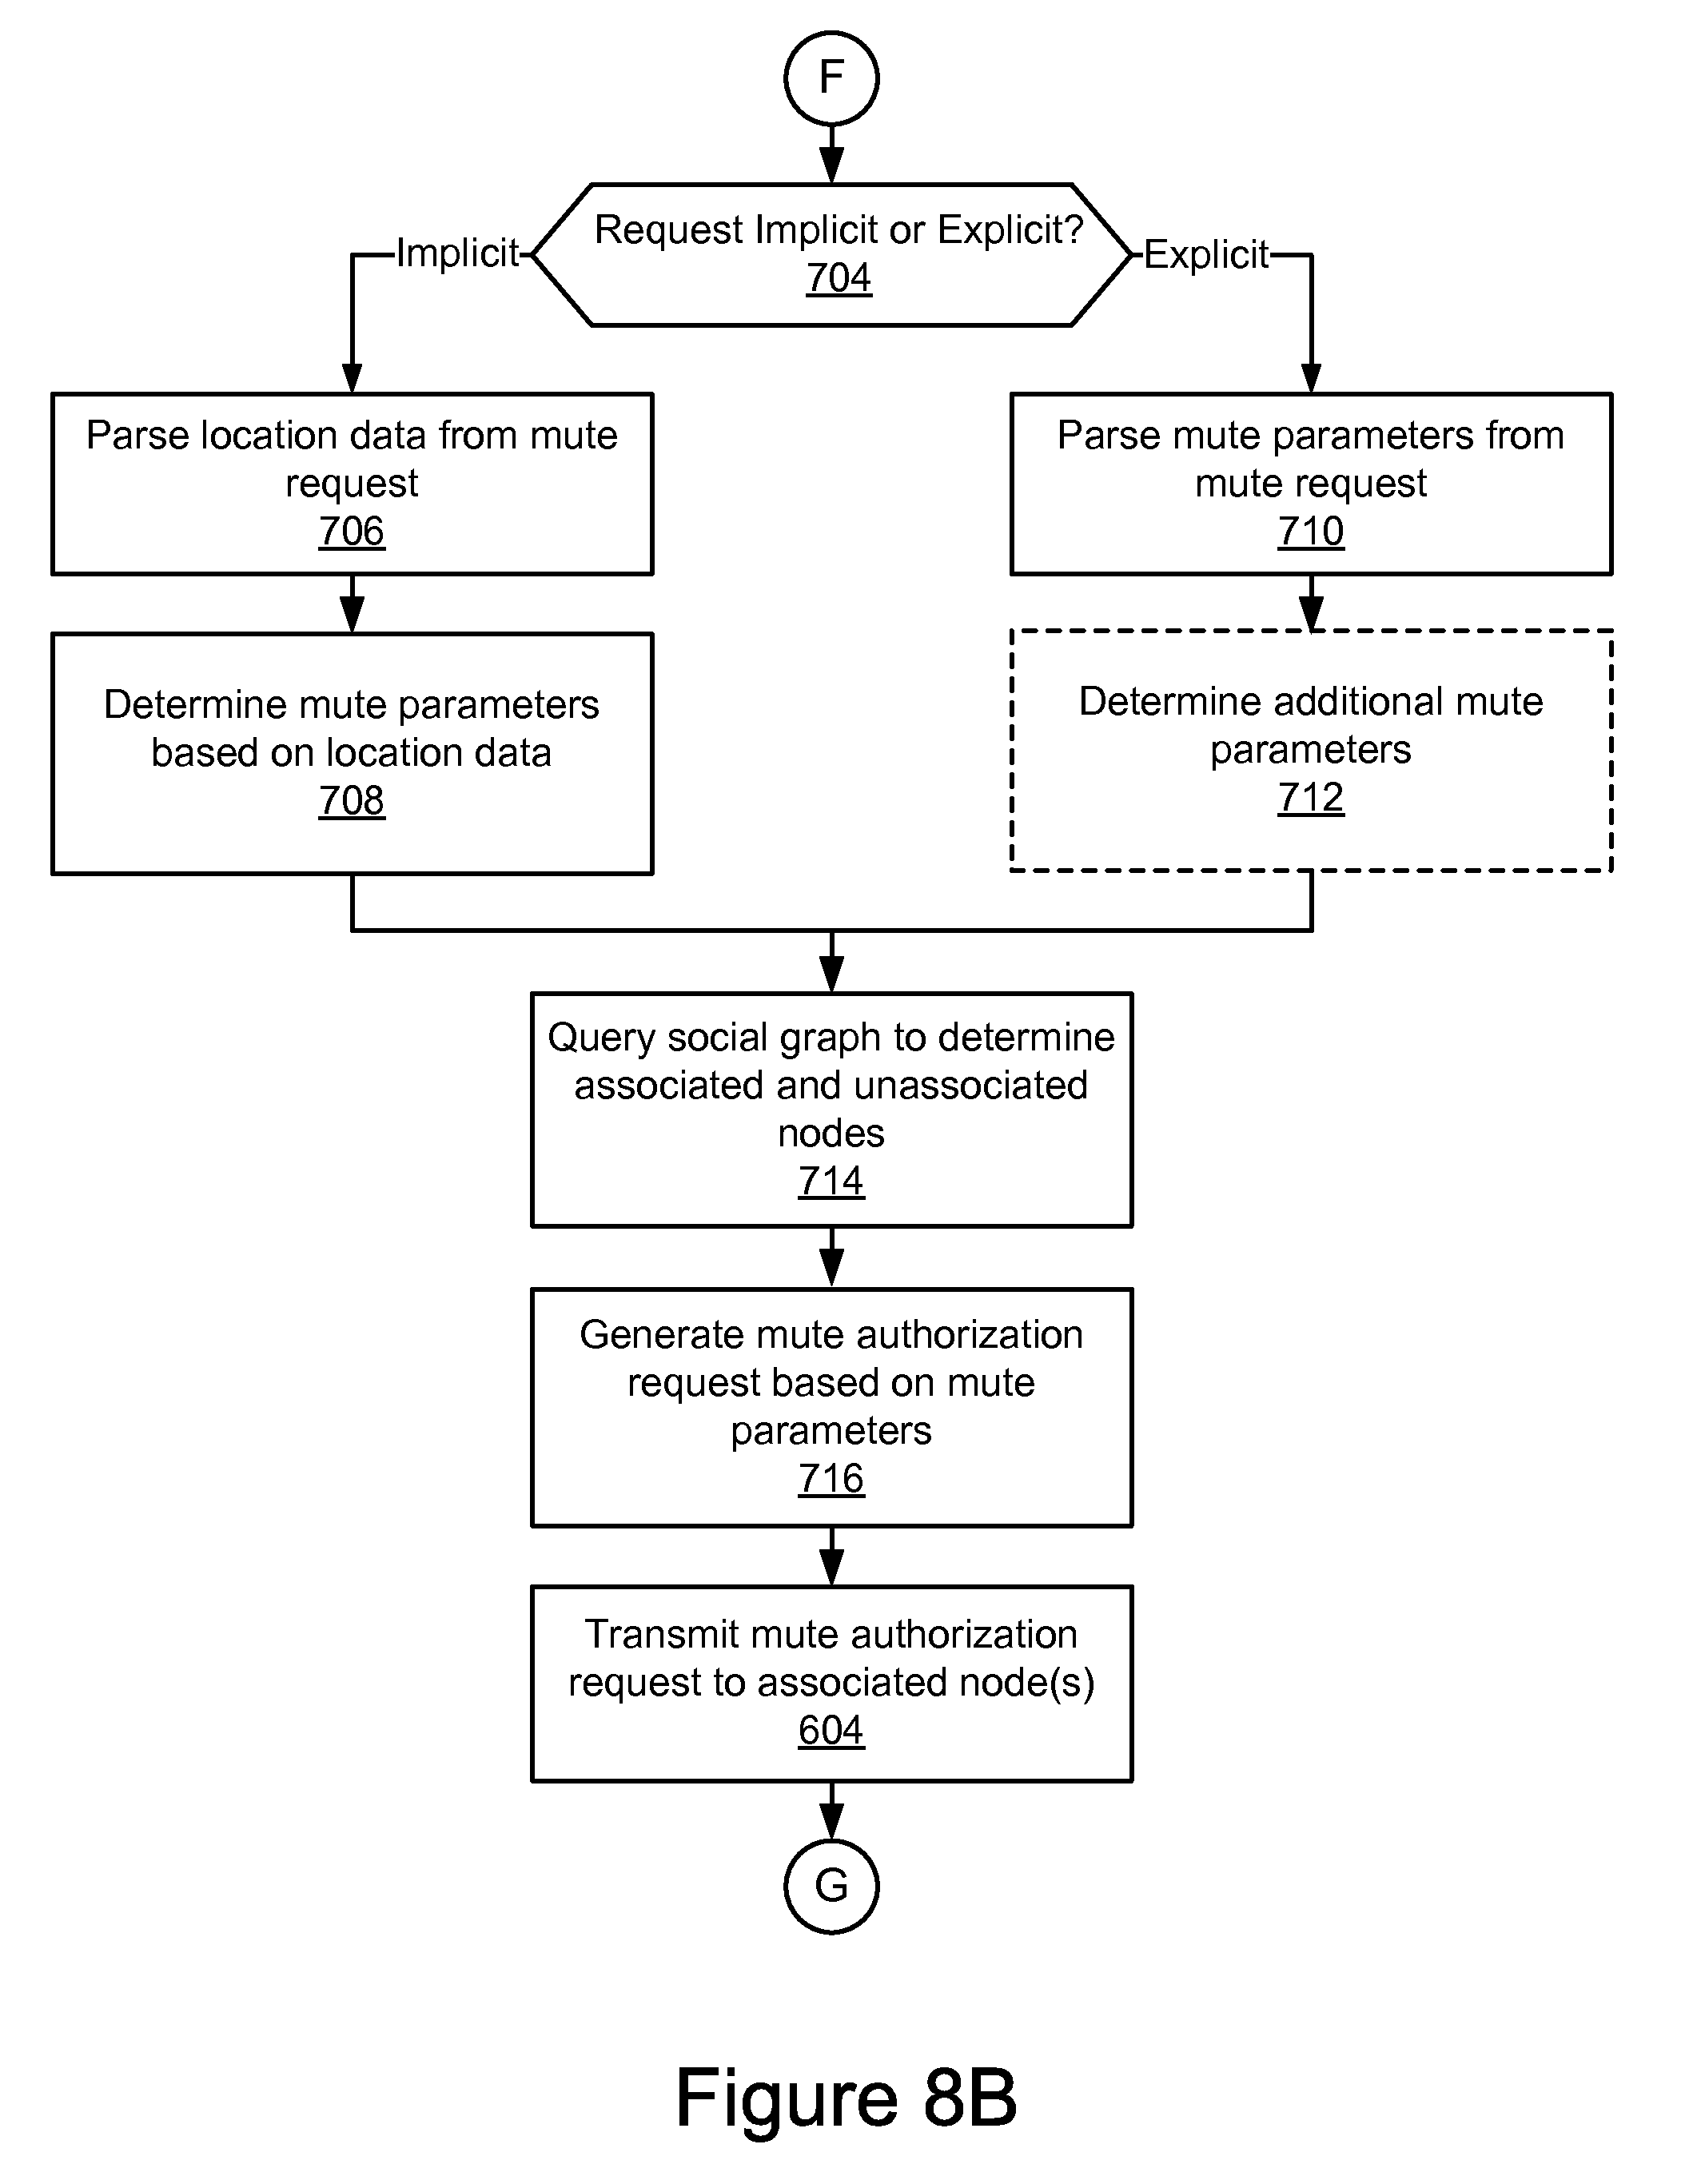 F
Request Implicit or Explicit?
704
Implicit
Explicit
Parse location data from mute
request
706
Parse mute parameters from
mute request
710
Determine mute parameters
based on location data
708
Determine additional mute
parameters
712
Query social graph to determine
associated and unassociated
nodes
714
Generate mute authorization
request based on mute
parameters
716
Transmit mute authorization
request to associated node(s)
604
G
Figure 8B